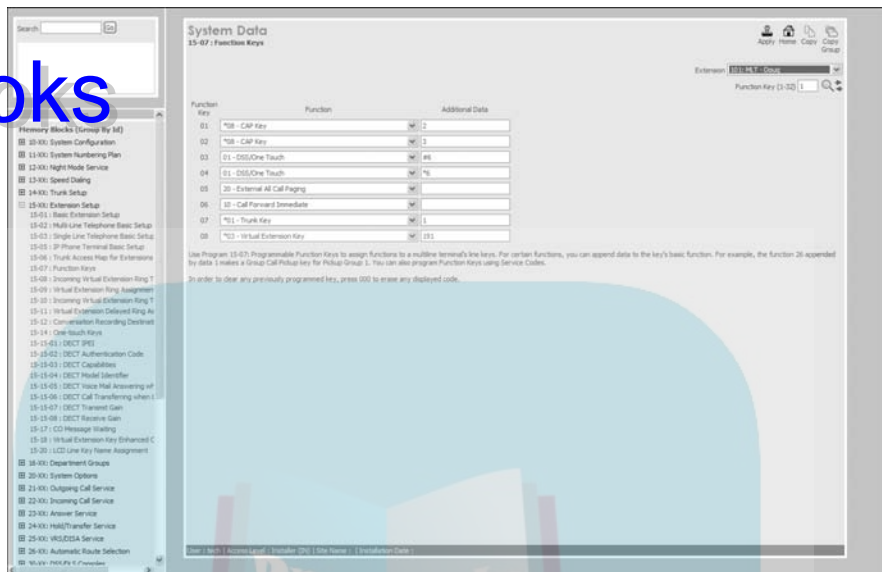 Search
Go
oks
Memory Blocks (Group By Id)
10-XX: System Configuration
11-XX: System Numbering Plan
12-XX: Night Mode Service
13-XX: Speed Dialing
14-XX: Trunk Setup
15-XX: Extension Setup
15-01 : Basic Extension Setup
15-02 : Multi-Line Telephone Basic Setup
15-03 : Single Line Telephone Basic Setup
15-05 : IP Phone Terminal Basic Setup
15-06 : Trunk Access Map for Extensions
15-07 : Function Keys
15-08 : Incoming Virtual Extension Ring T
15-09 : Virtual Extension Ring Assignmen
15-10 : Incoming Virtual Extension Ring T
15-11 : Virtual Extension Delayed Ring As
15-12 : Conversation Recording Destinat
15-14 : One-touch Keys
15-15-01 : DECT IPEI
15-15-02 : DECT Authentication Code
15-15-03 : DECT Capabilities
15-15-04 : DECT Model Identifier
15-15-05 : DECT Voice Mail Answering wh
15-15-06 : DECT Call Transferring when
15-15-07 : DECT Transmit Gain
15-15-08 : DECT Receive Gain
15-17 : CO Message Waiting
15-18 : Virtual Extension Key Enhanced O
15-20 : LCD Line Key Name Assignment
16-XX: Department Groups
20-XX: System Options
21-XX: Outgoing Call Service
22-XX: Incoming Call Service
23-XX: Answer Service
24-XX: Hold/Transfer Service
25-XX: VRS/DISA Service
26-XX: Automatic Route Selection
30-XX: DSS/DLS Consoles
System Data
15-07 : Function Keys
Apply Home Copy Copy Group
Extension 101: MLT - Doug
Function Key (1-32) 1
Function Key Function Additional Data
01 *08 - CAP Key 2
02 *08 - CAP Key 3
03 01 - DSS/One Touch #6
04 01 - DSS/One Touch *6
05 20 - External All Call Paging
06 10 - Call Forward Immediate
07 *01 - Trunk Key 1
08 *03 - Virtual Extension Key 151
Use Program 15-07: Programmable Function Keys to assign functions to a multiline terminal's line keys. For certain functions, you can append data to the key's basic function. For example, the function 26 appended
by data 1 makes a Group Call Pickup key for Pickup Group 1. You can also program Function Keys using Service Codes.
In order to clear any previously programmed key, press 000 to erase any displayed code.
User : tech | Access Level : Installer (IN) | Site Name : | Installation Date :